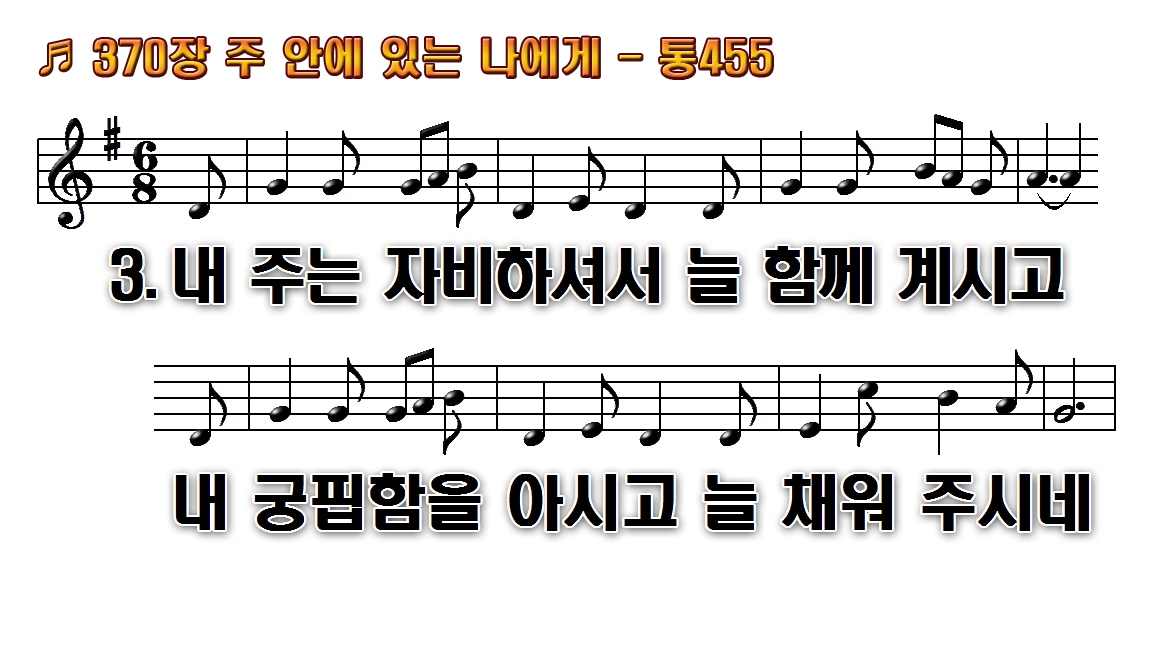 ♬ 370장 주 안에 있는 나에게 - 통455
6
8
3. 내 주는 자비하셔서 늘 함께 계시고
내 궁핍함을 아시고 늘 채워 주시네